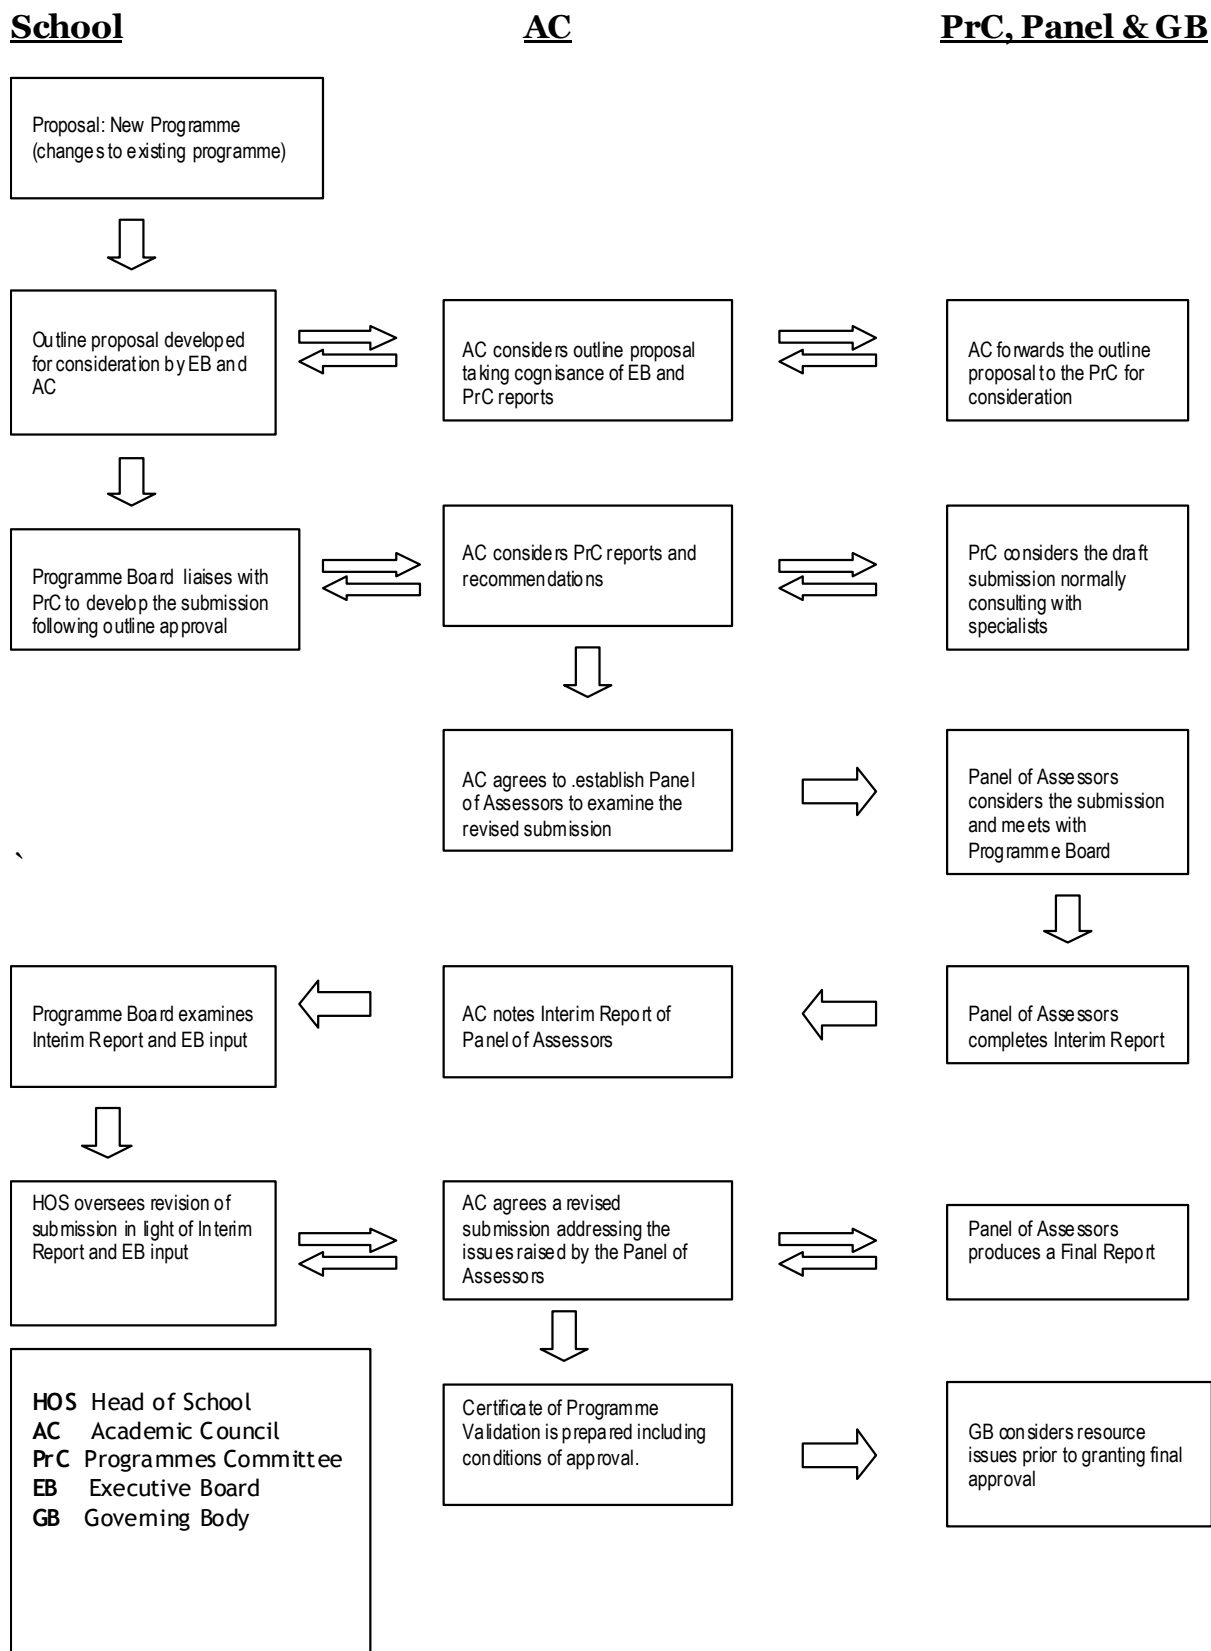 School
AC
PrC, Panel & GB
Proposal: New Programme
(changes to existing programme)
Outline proposal developed
for consideration by EB and
AC
AC considers outline proposal
taking cognisance of EB and
PrC reports
AC forwards the outline
proposal to the PrC for
consideration
Programme Board liaises with
PrC to develop the submission
following outline approval
AC considers PrC reports and
recommendations
PrC considers the draft
submission normally
consulting with
specialists
AC agrees to .establish Panel
of Assessors to examine the
revised submission
Panel of Assessors
considers the submission
and meets with
Programme Board
`
Programme Board examines
Interim Report and EB input
AC notes Interim Report of
Panel of Assessors
Panel of Assessors
completes Interim Report
HOS oversees revision of
submission in light of Interim
Report and EB input
AC agrees a revised
submission addressing the
issues raised by the Panel of
Assessors
Panel of Assessors
produces a Final Report
HOS Head of School
AC Academic Council
PrC Programmes Committee
EB Executive Board
GB Governing Body
Certificate of Programme
Validation is prepared including
conditions of approval.
GB considers resource
issues prior to granting final
approval